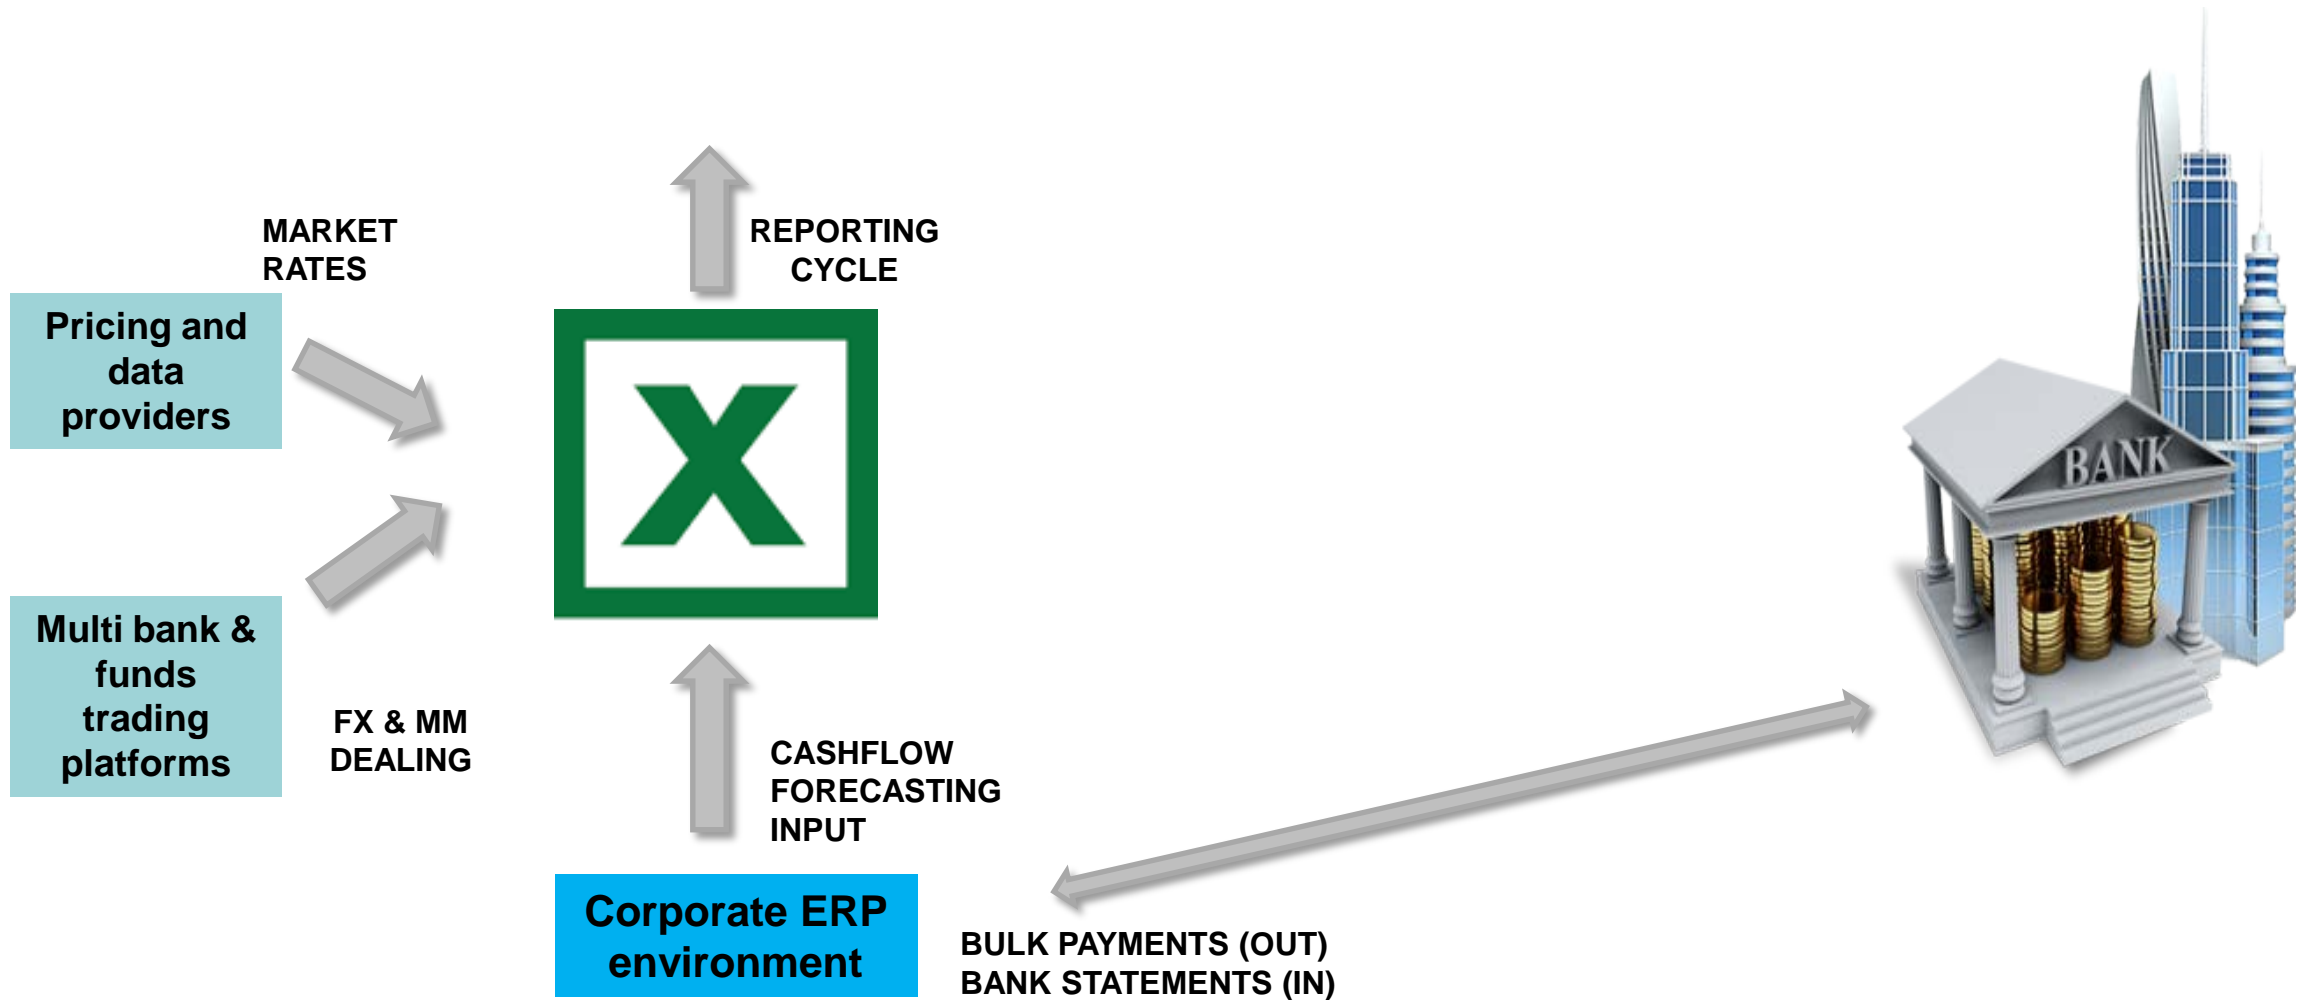 MARKET
RATES
REPORTING
CYCLE
Pricing and
data
providers
X
BANK
Multi bank &
funds
trading
platforms
FX & MM
DEALING
CASHFLOW
FORECASTING
INPUT
Corporate ERP
environment
BULK PAYMENTS (OUT)
BANK STATEMENTS (IN)